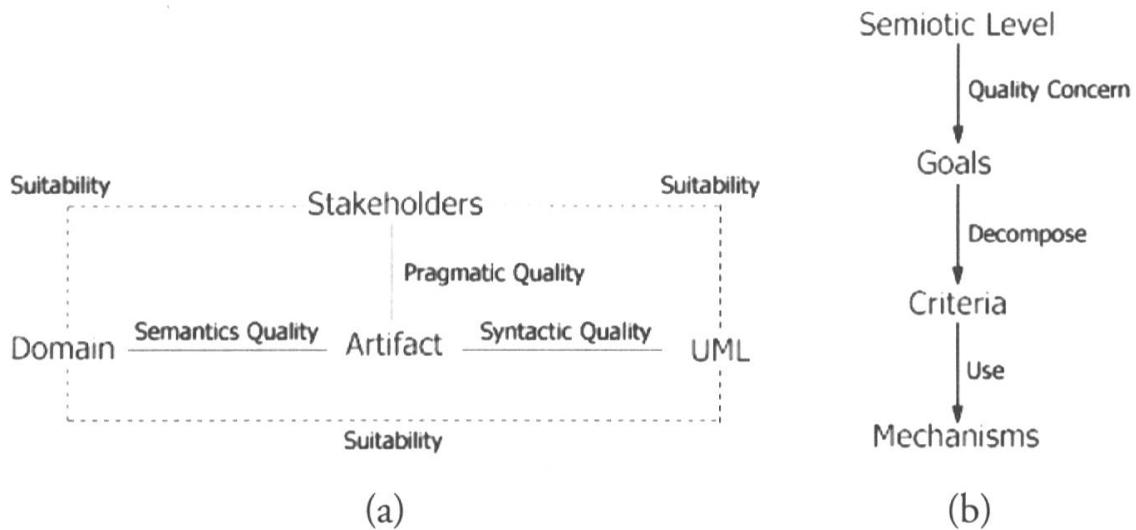 Semiotic Level
Quality Concern
Goals
Decompose
Criteria
Use
Mechanisms
Suitability
Suitability
Stakeholders
Pragmatic Quality
Semantics Quality
Syntactic Quality
Domain
Artifact
UML
Suitability
(a)
(b)